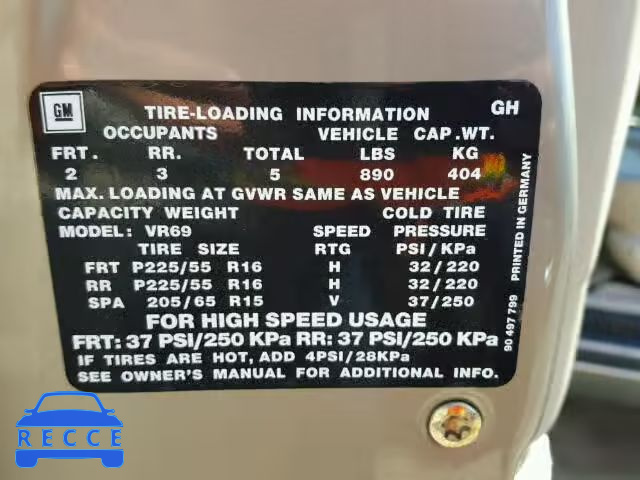 GM
TIRE-LOADING INFORMATION GH
OCCUPANTS VEHICLE CAP.WT.
FRT. RR. TOTAL LBS KG
2 3 5 890 404
MAX. LOADING AT GVWR SAME AS VEHICLE
CAPACITY WEIGHT COLD TIRE
MODEL: VR69 SPEED PRESSURE
TIRE SIZE RTG PSI/KPa
FRT P225/55 R16 H 32/220
RR P225/55 R16 H 32/220
SPA 205/65 R15 V 37/250
FOR HIGH SPEED USAGE
FRT: 37 PSI/250 KPa RR: 37 PSI/250 KPa
IF TIRES ARE HOT, ADD 4PSI/28KPa
SEE OWNER'S MANUAL FOR ADDITIONAL INFO.
90 497 799 PRINTED IN GERMANY
RECCE